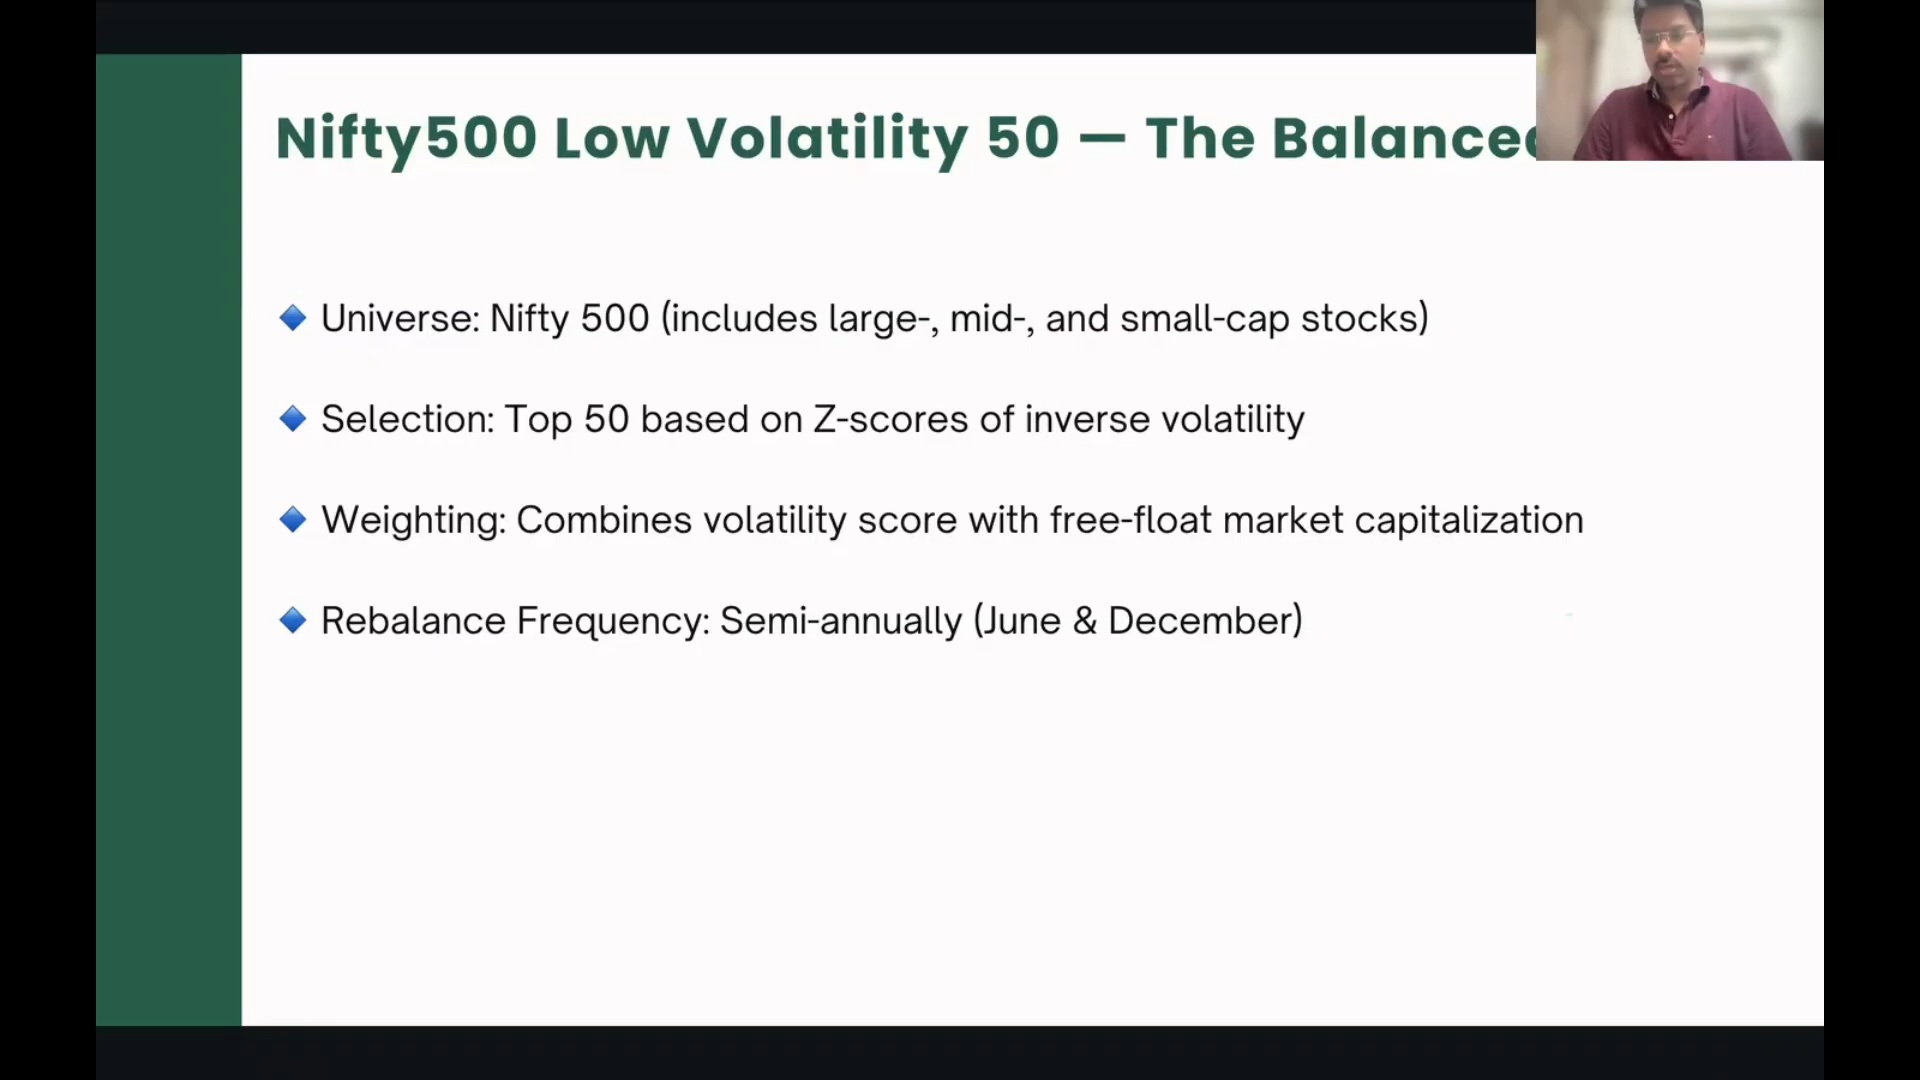 Nifty500 Low Volatility 50 — The Balanced
Universe: Nifty 500 (includes large-, mid-, and small-cap stocks)
Selection: Top 50 based on Z-scores of inverse volatility
Weighting: Combines volatility score with free-float market capitalization
Rebalance Frequency: Semi-annually (June & December)